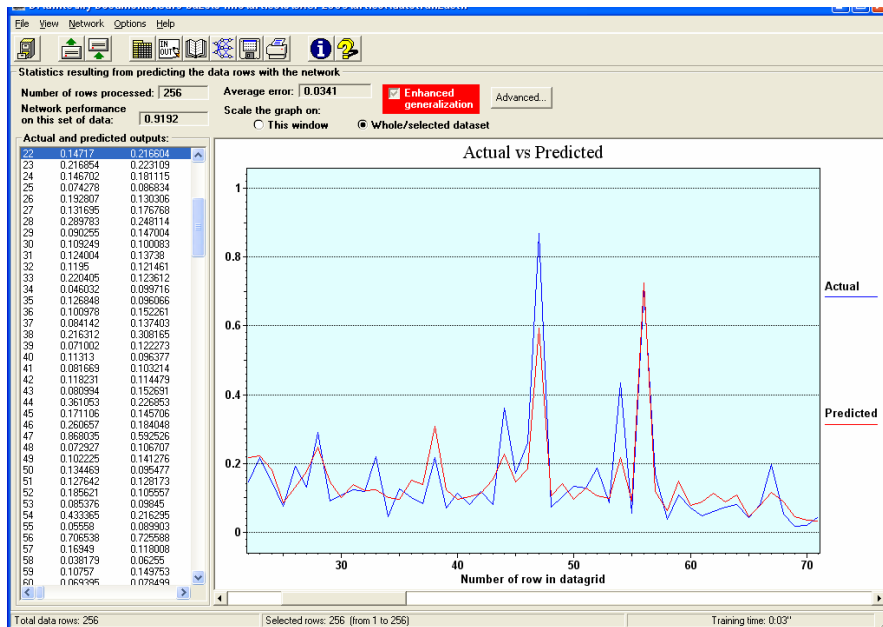 File View Network Options Help
IN
OUT
Statistics resulting from predicting the data rows with the network
Number of rows processed: 256
Average error: 0.0341
Enhanced generalization
Advanced...
Network performance on this set of data: 0.9192
Scale the graph on:
This window
Whole/selected dataset
Actual and predicted outputs:
22 0.14717 0.216604
23 0.216854 0.223109
24 0.146702 0.181115
25 0.074278 0.086834
26 0.192807 0.130306
27 0.131695 0.176768
28 0.289783 0.248114
29 0.090255 0.147004
30 0.109249 0.100083
31 0.124004 0.13738
32 0.1195 0.121461
33 0.220405 0.123612
34 0.046032 0.099716
35 0.126848 0.096066
36 0.100978 0.152261
37 0.084142 0.137403
38 0.216312 0.308165
39 0.071002 0.122273
40 0.11313 0.096377
41 0.081669 0.103214
42 0.118231 0.114479
43 0.080994 0.152691
44 0.361053 0.226853
45 0.171106 0.145706
46 0.260657 0.184048
47 0.868035 0.592526
48 0.072927 0.106707
49 0.102225 0.141276
50 0.134469 0.095477
51 0.127642 0.128173
52 0.185621 0.105557
53 0.085376 0.09845
54 0.433365 0.216295
55 0.05558 0.089903
56 0.706538 0.725588
57 0.16949 0.118008
58 0.038179 0.06255
59 0.10757 0.149753
60 0.069395 0.078499
Actual vs Predicted
1
0.8
0.6
0.4
0.2
0
30 40 50 60 70
Number of row in datagrid
Actual
Predicted
Total data rows: 256
Selected rows: 256 (from 1 to 256)
Training time: 0:03"